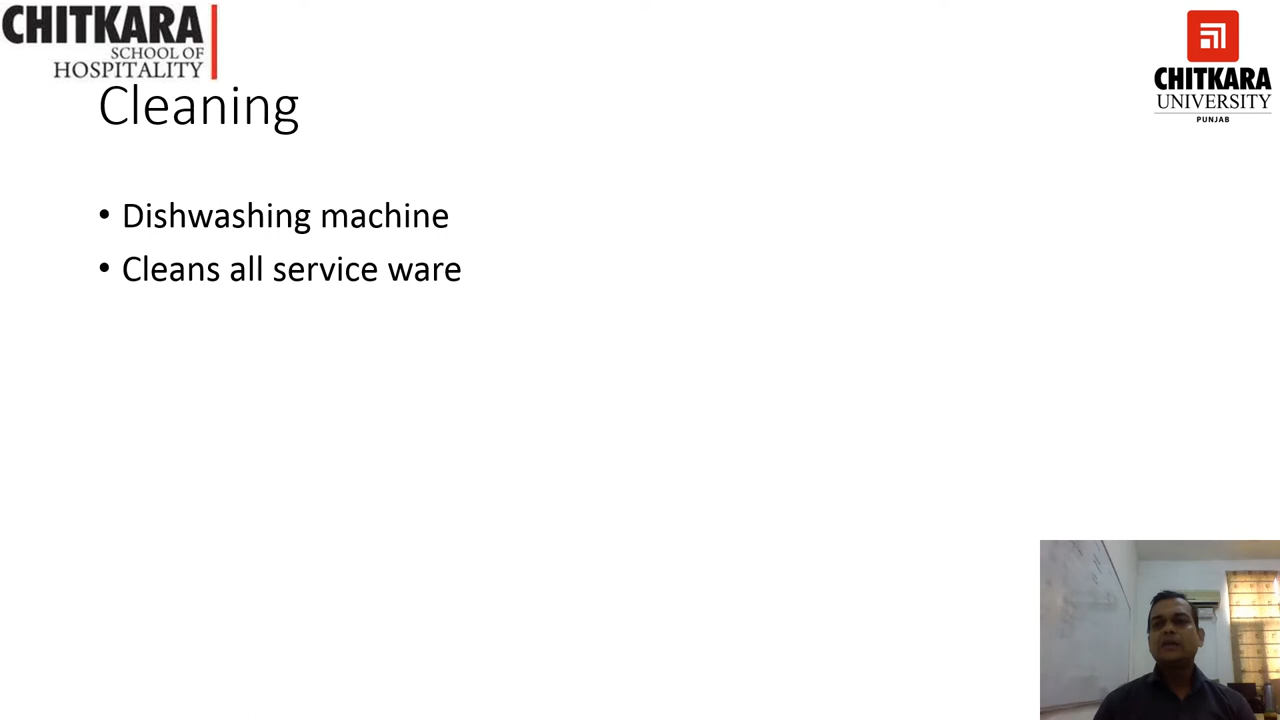 CHITKARA
SCHOOL OF
HOSPITALITY
CHITKARA
UNIVERSITY
PUNJAB
Cleaning
• Dishwashing machine
• Cleans all service ware